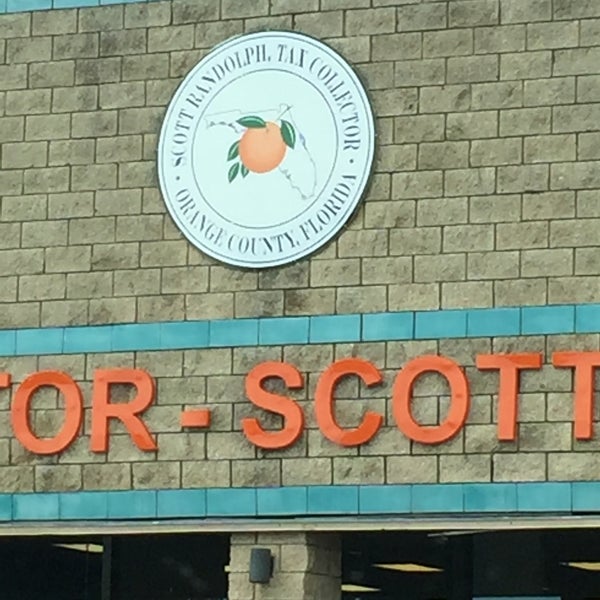 SCOTT RANDOLPH, TAX COLLECTOR
• ORANGE COUNTY, FLORIDA •
TOR - SCOTT